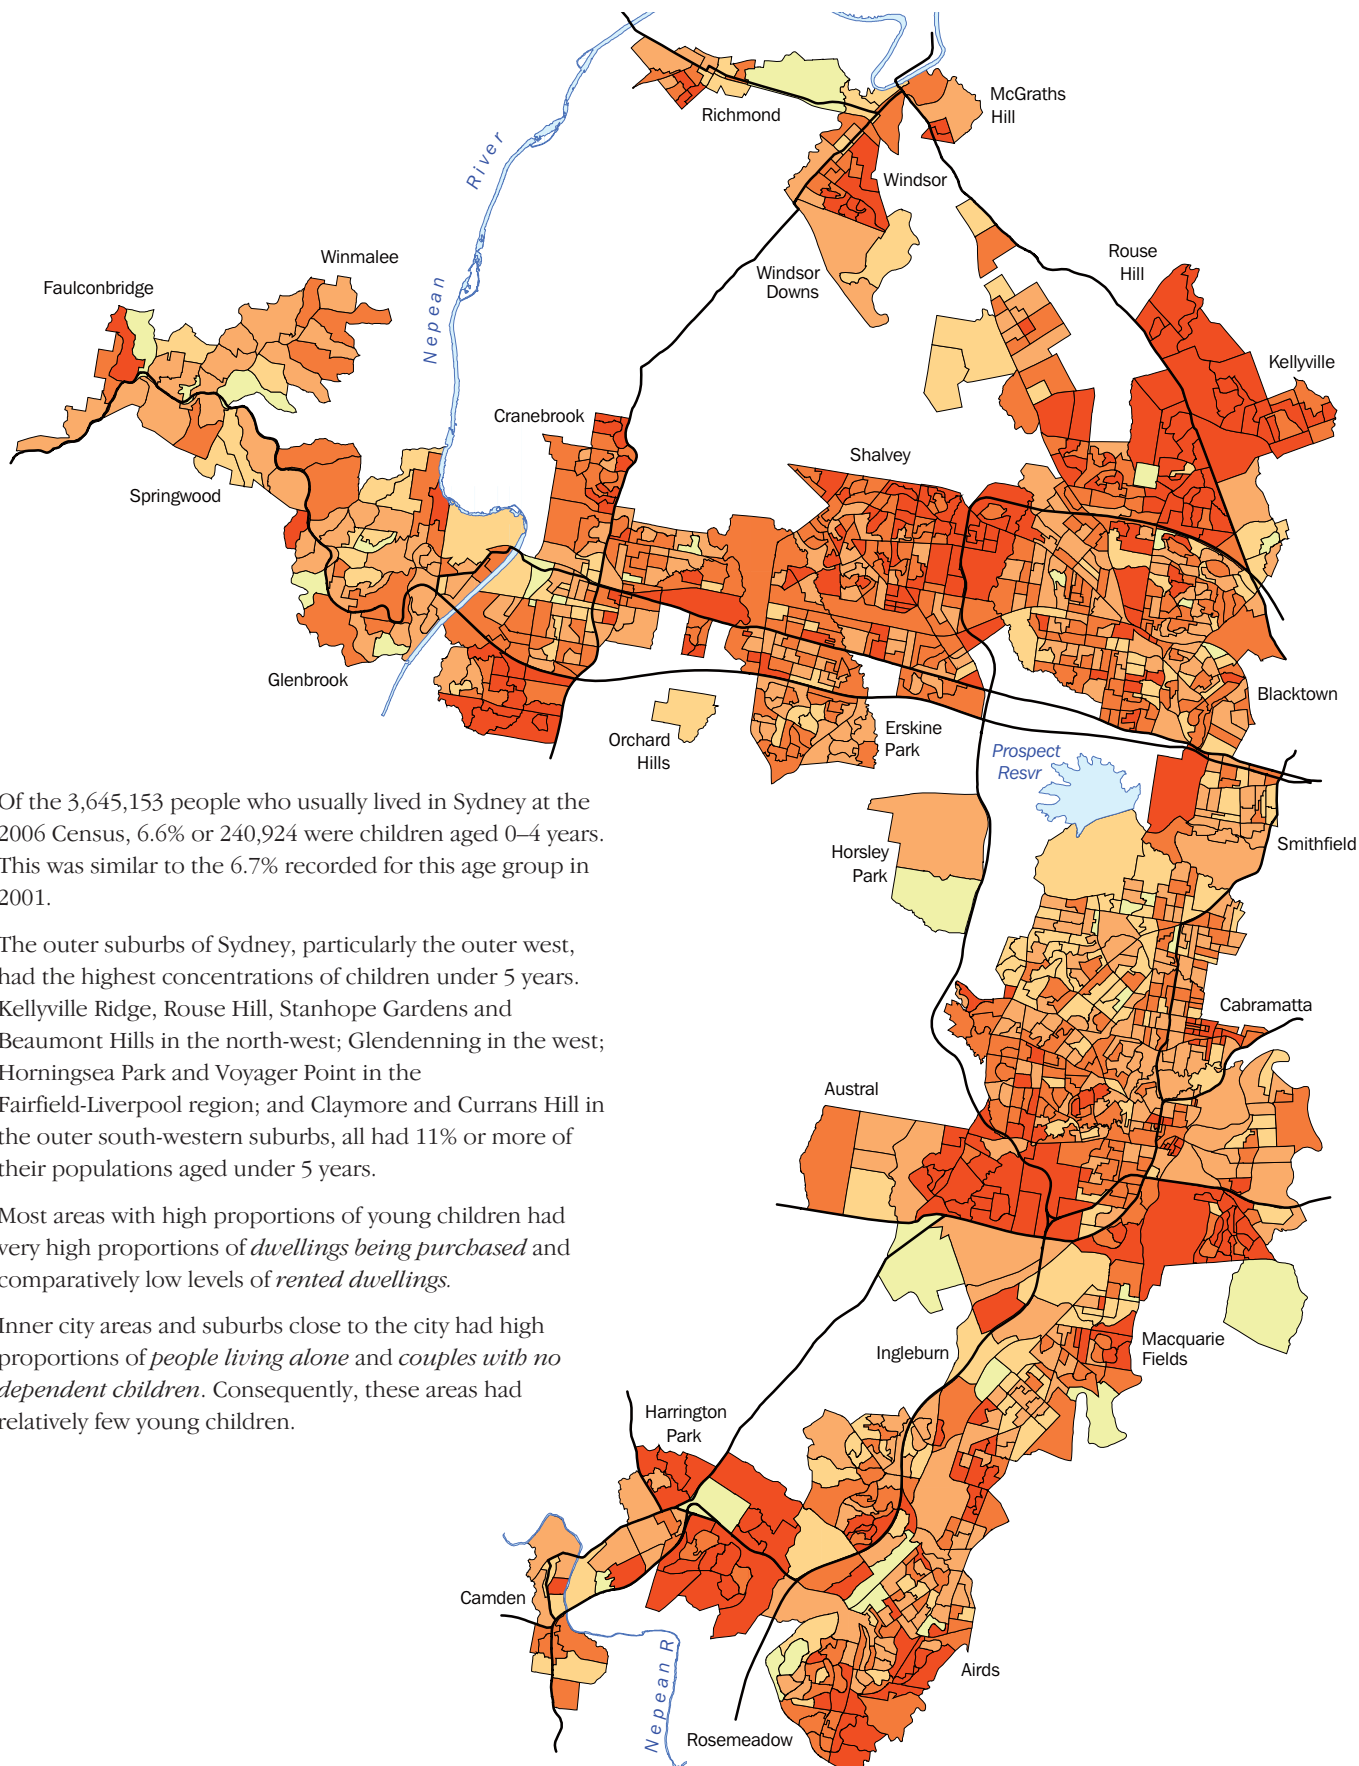 Richmond
McGraths
Hill
River
Windsor
Winmalee
Rouse
Hill
Faulconbridge
Windsor
Downs
Nepean
Kellyville
Cranebrook
Shalvey
Springwood
Glenbrook
Blacktown
Orchard
Hills
Erskine
Park
Prospect
Resvr
Of the 3,645,153 people who usually lived in Sydney at the
2006 Census, 6.6% or 240,924 were children aged 0–4 years.
This was similar to the 6.7% recorded for this age group in
2001.
The outer suburbs of Sydney, particularly the outer west,
had the highest concentrations of children under 5 years.
Kellyville Ridge, Rouse Hill, Stanhope Gardens and
Beaumont Hills in the north-west; Glendenning in the west;
Horningsea Park and Voyager Point in the
Fairfield-Liverpool region; and Claymore and Currans Hill in
the outer south-western suburbs, all had 11% or more of
their populations aged under 5 years.
Most areas with high proportions of young children had
very high proportions of dwellings being purchased and
comparatively low levels of rented dwellings.
Inner city areas and suburbs close to the city had high
proportions of people living alone and couples with no
dependent children. Consequently, these areas had
relatively few young children.
Smithfield
Horsley
Park
Cabramatta
Austral
Macquarie
Fields
Ingleburn
Harrington
Park
Camden
Airds
Nepean R
Rosemeadow